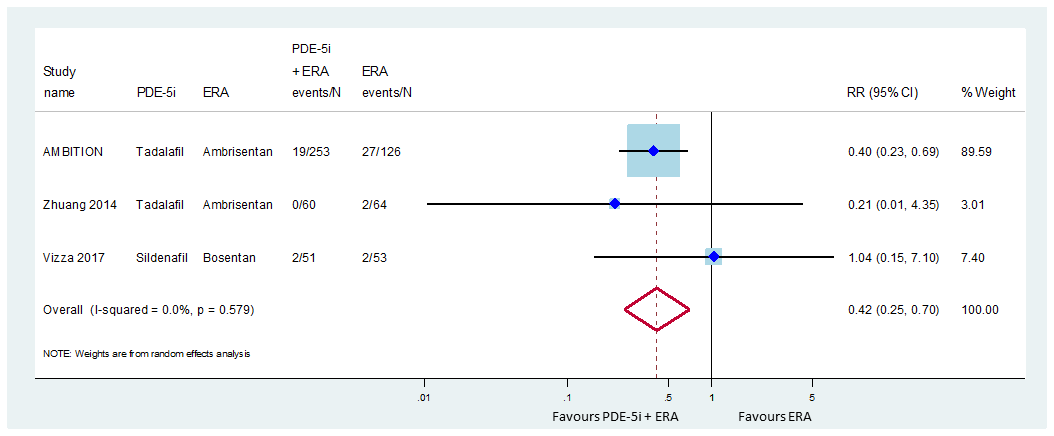 PDE-5i
Study + ERA ERA
name PDE-5i ERA events/N events/N RR (95% CI) % Weight
AMBITION Tadalafil Ambrisentan 19/253 27/126 0.40 (0.23, 0.69) 89.59
Zhuang 2014 Tadalafil Ambrisentan 0/60 2/64 0.21 (0.01, 4.35) 3.01
Vizza 2017 Sildenafil Bosentan 2/51 2/53 1.04 (0.15, 7.10) 7.40
Overall (I-squared = 0.0%, p = 0.579) 0.42 (0.25, 0.70) 100.00
NOTE: Weights are from random effects analysis
.01 .1 .5 1 5
Favours PDE-5i + ERA Favours ERA